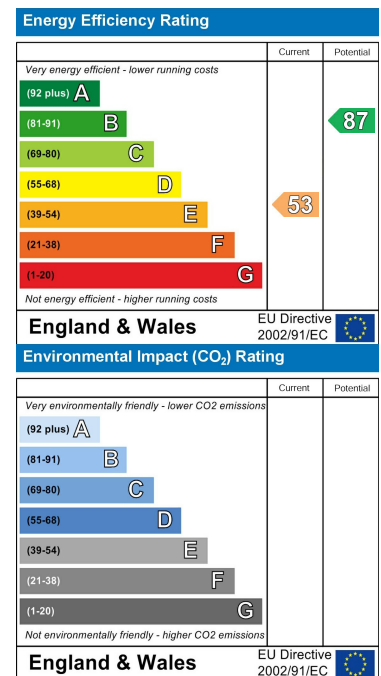 Energy Efficiency Rating
Current Potential
Very energy efficient - lower running costs
(92 plus) A
(81-91) B
87
(69-80) C
(55-68) D
(39-54) E
53
(21-38) F
(1-20) G
Not energy efficient - higher running costs
England & Wales
EU Directive
2002/91/EC
Environmental Impact (CO₂) Rating
Current Potential
Very environmentally friendly - lower CO2 emissions
(92 plus) A
(81-91) B
(69-80) C
(55-68) D
(39-54) E
(21-38) F
(1-20) G
Not environmentally friendly - higher CO2 emissions
England & Wales
EU Directive
2002/91/EC